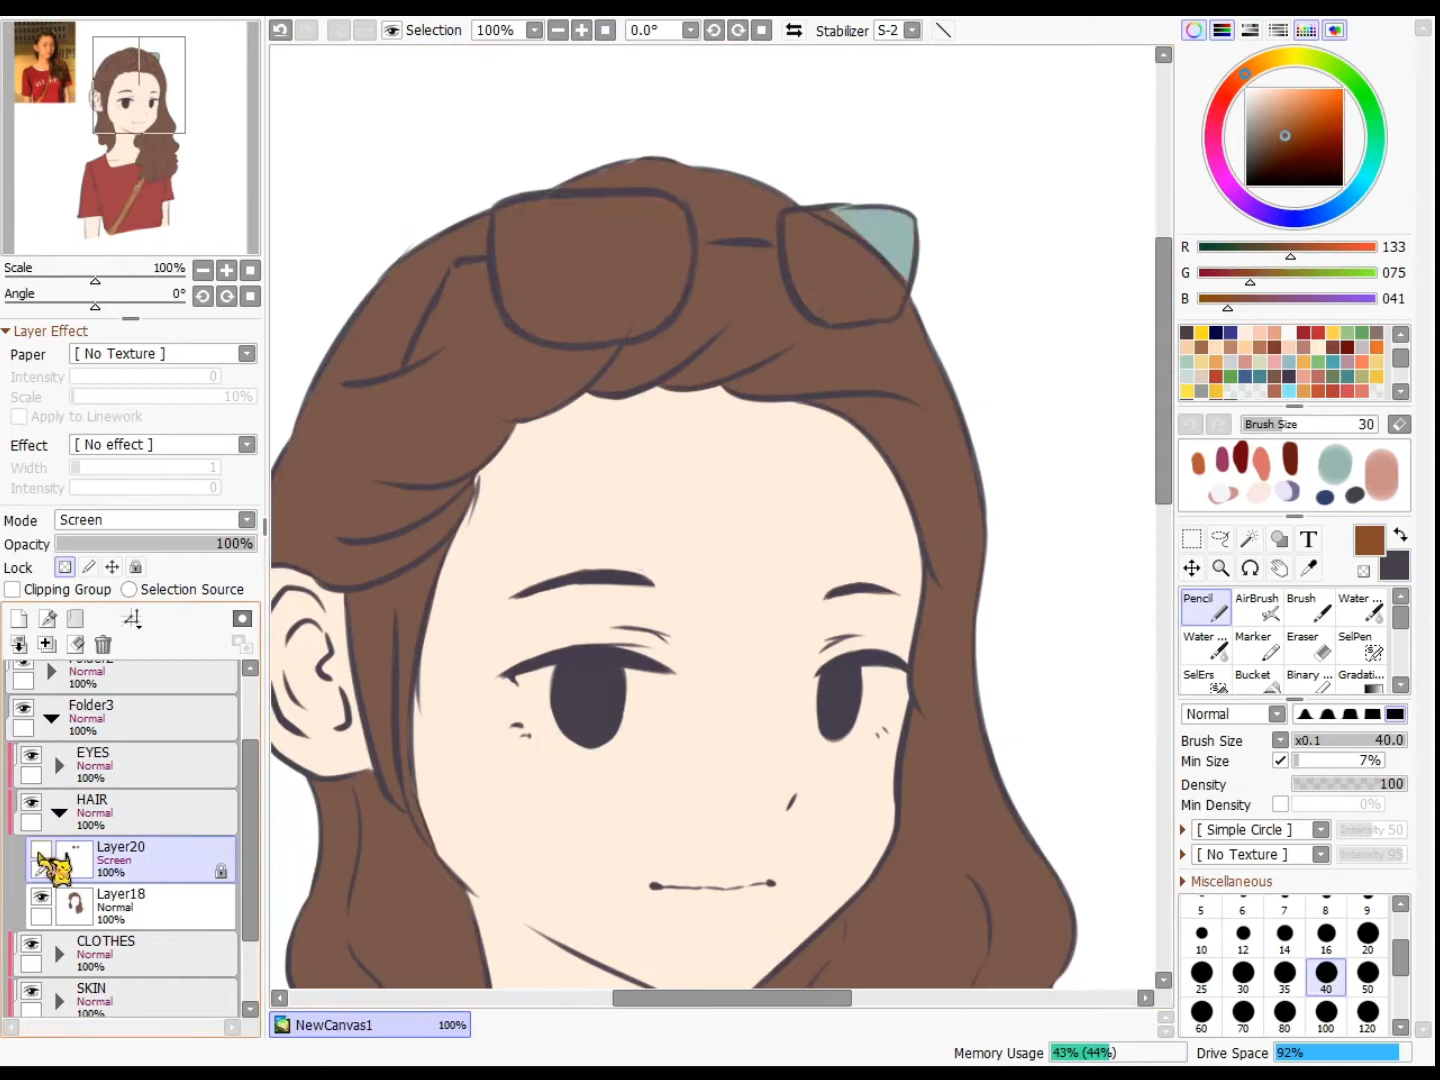 Selection
100%
0.0°
Stabilizer
S-2
Scale
100%
Angle
0°
Layer Effect
Paper
[ No Texture ]
Intensity
0
Scale
10%
Apply to Linework
Effect
[ No effect ]
Width
1
Intensity
0
Mode
Screen
Opacity
100%
Lock
Clipping Group
Selection Source
Folder2
Normal
100%
Folder3
Normal
100%
EYES
Normal
100%
HAIR
Normal
100%
Layer20
Screen
100%
Layer18
Normal
100%
CLOTHES
Normal
100%
SKIN
Normal
100%
NewCanvas1
100%
Memory Usage
43% (44%)
Drive Space
92%
R
133
G
075
B
041
Brush Size
30
T
Pencil
AirBrush
Brush
Water ...
Water ...
Marker
Eraser
SelPen
SelErs
Bucket
Binary ...
Gradati...
Normal
Brush Size
x0.1
40.0
Min Size
7%
Density
100
Min Density
0%
[ Simple Circle ]
Intensity 50
[ No Texture ]
Intensity 95
Miscellaneous
5 6 7 8 9
10 12 14 16 20
25 30 35 40 50
60 70 80 100 120